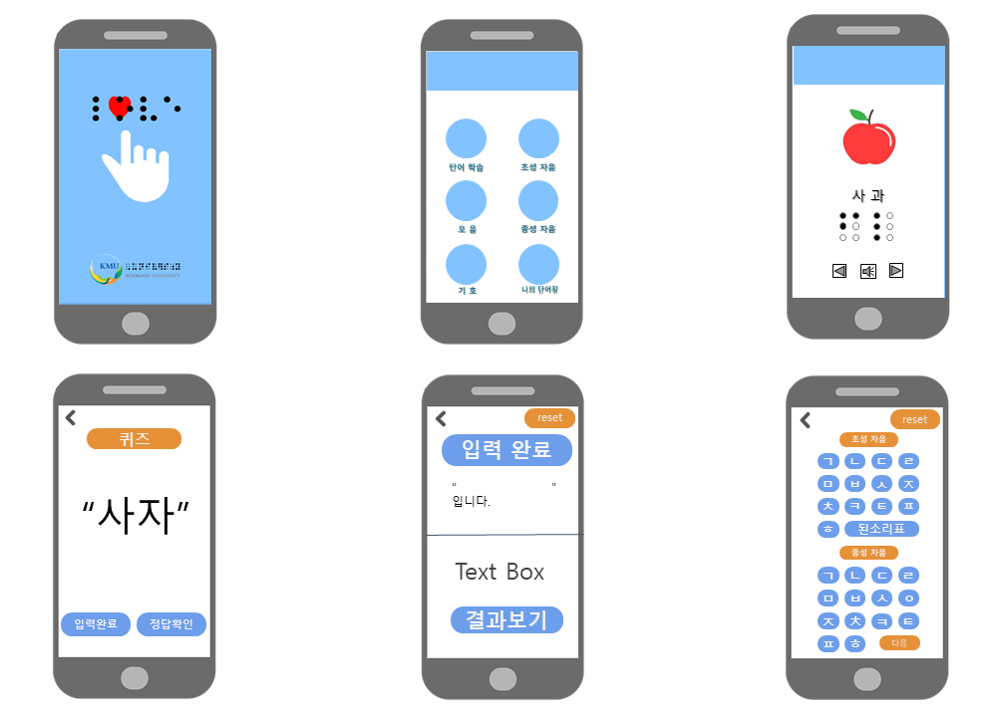 KMU
KOOKMIN UNIVERSITY
단어 학습
초성 자음
모 음
종성 자음
기 호
나의 단어장
사 과
퀴즈
“사자”
입력완료
정답확인
reset
입력 완료
“ ”
입니다.
Text Box
결과보기
reset
초성 자음
ㄱ ㄴ ㄷ ㄹ
ㅁ ㅂ ㅅ ㅈ
ㅊ ㅋ ㅌ ㅍ
ㅎ 된소리표
종성 자음
ㄱ ㄴ ㄷ ㄹ
ㅁ ㅂ ㅅ ㅇ
ㅈ ㅊ ㅋ ㅌ
ㅍ ㅎ 다음